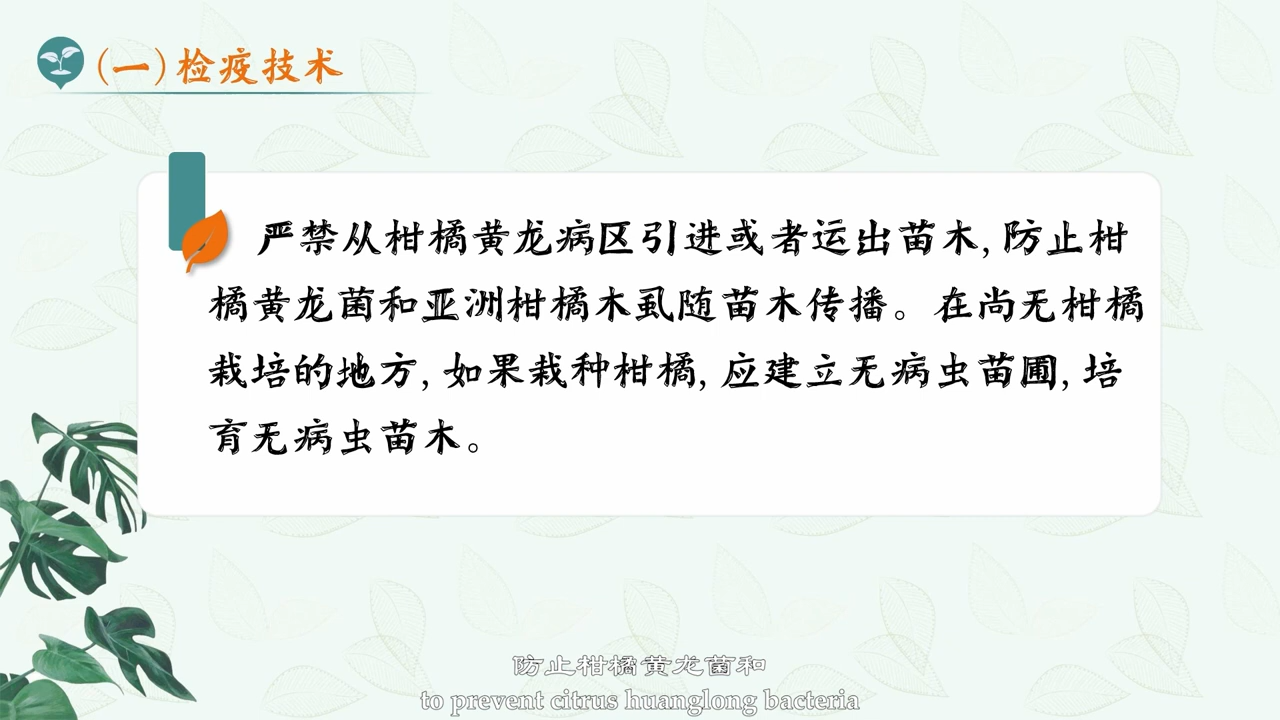 (一)检疫技术
严禁从柑橘黄龙病区引进或者运出苗木,防止柑
橘黄龙菌和亚洲柑橘木虱随苗木传播。在尚无柑橘
栽培的地方,如果栽种柑橘,应建立无病虫苗圃,培
育无病虫苗木。
防止柑橘黄龙菌和
to prevent citrus huanglong bacteria